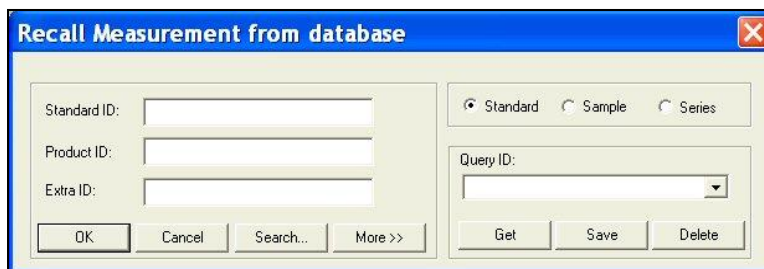 Recall Measurement from database
Standard ID:
Product ID:
Extra ID:
OK Cancel Search... More >>
Standard Sample Series
Query ID:
Get Save Delete